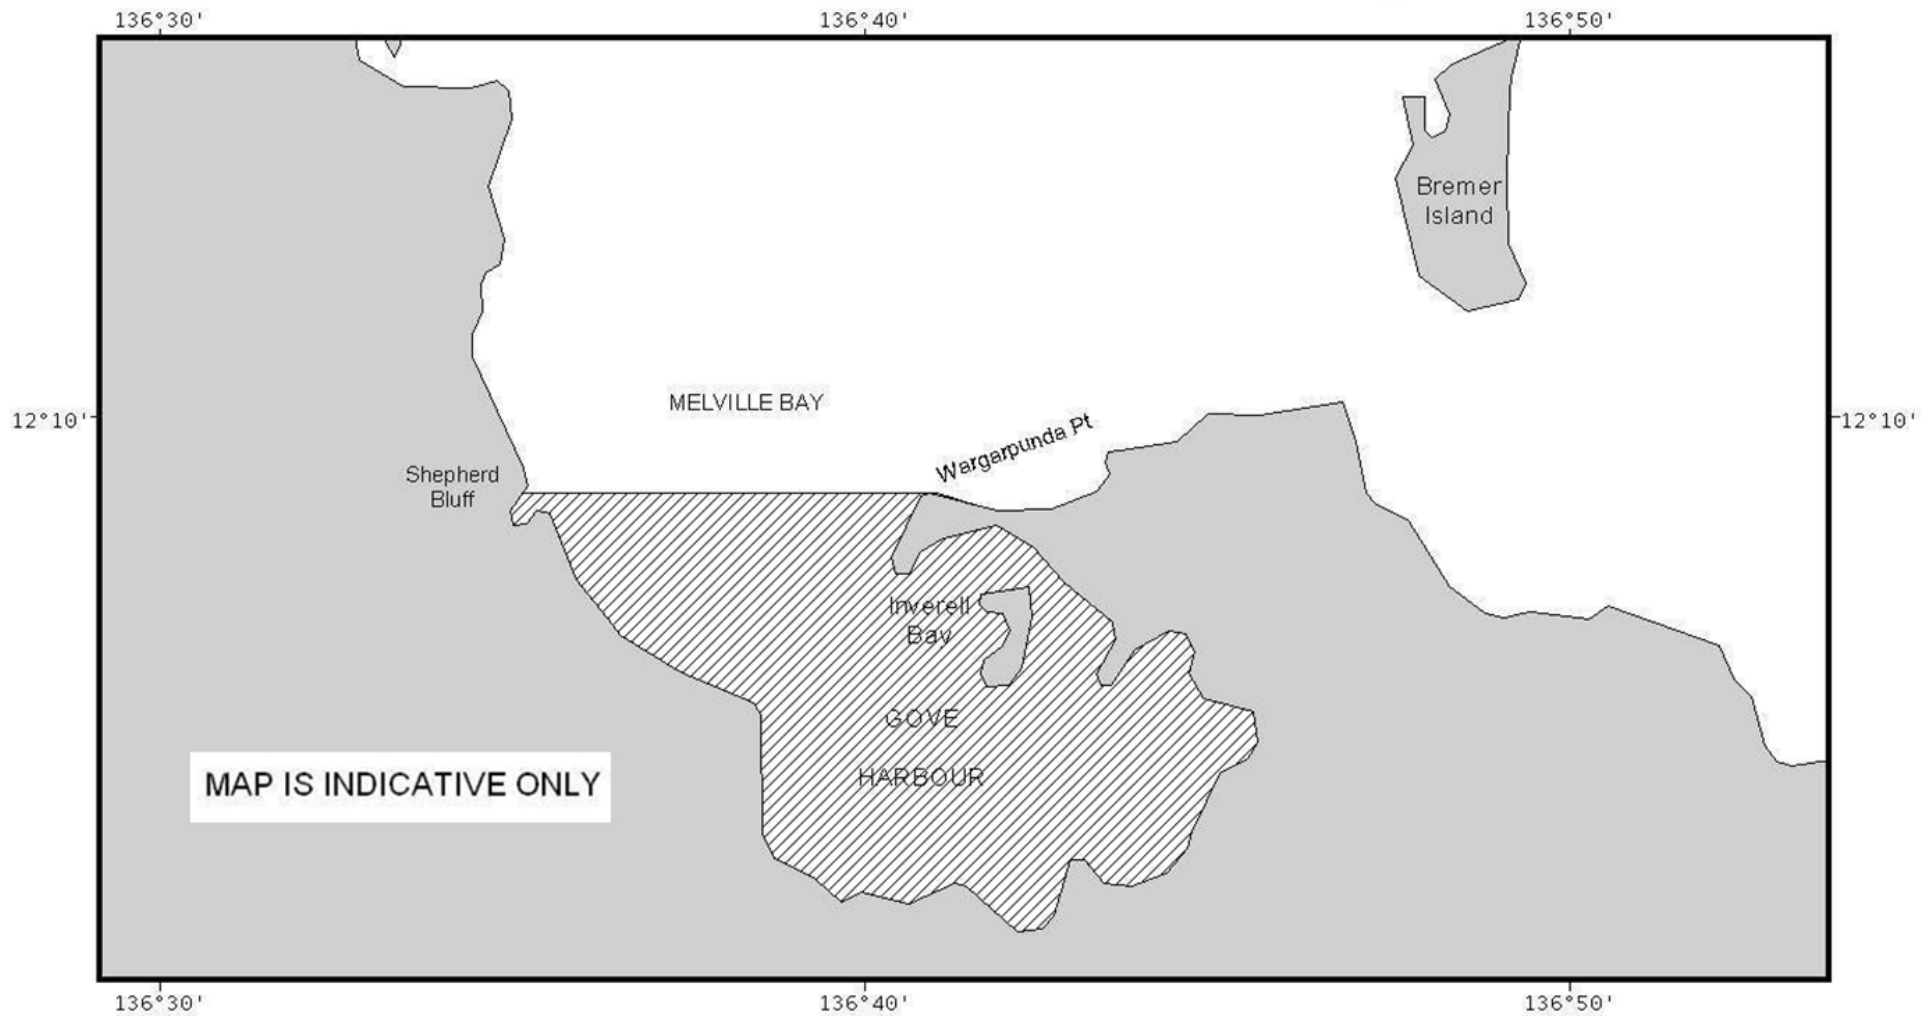 136°30'
136°40'
136°50'
Bremer
Island
MELVILLE BAY
Wargarpunda Pt
12°10'
12°10'
Shepherd
Bluff
Inverell
Bay
GOVE
HARBOUR
MAP IS INDICATIVE ONLY
136°30'
136°40'
136°50'